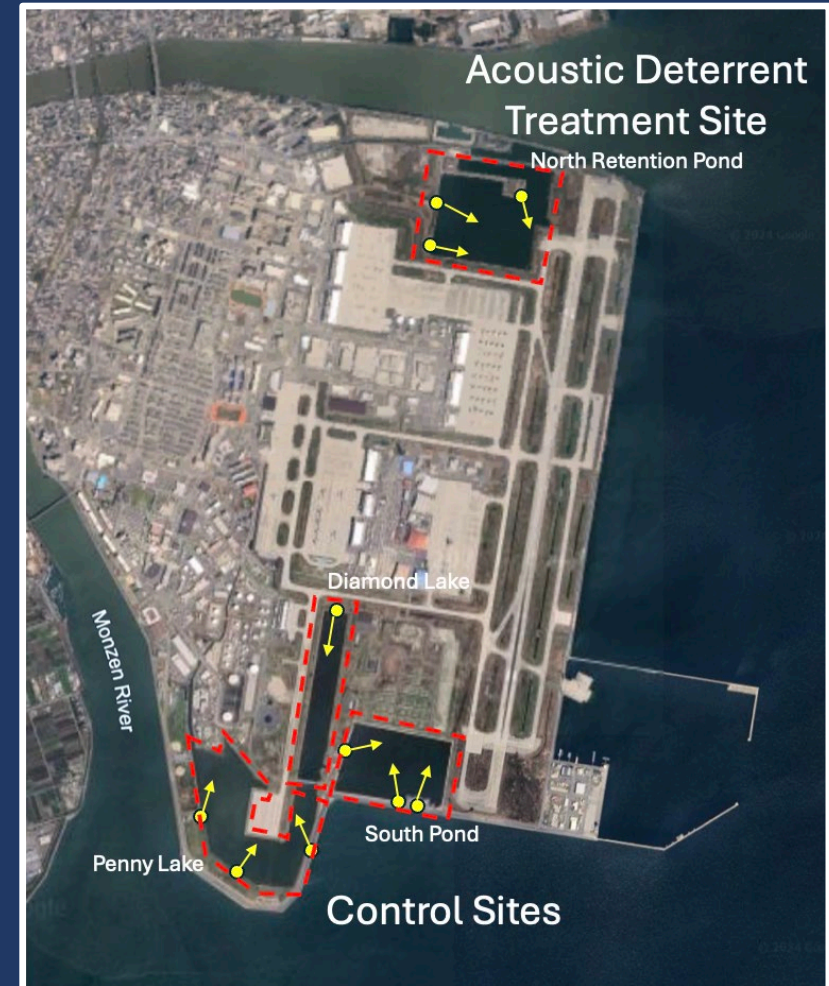 Acoustic Deterrent
Treatment Site
North Retention Pond
Diamond Lake
Monzen River
South Pond
Penny Lake
Control Sites